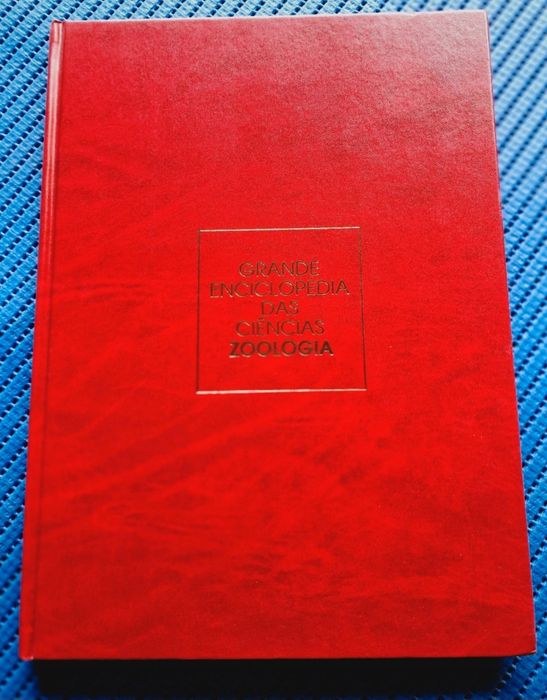 GRANDE
ENCICLOPÉDIA
DAS
CIÊNCIAS
ZOOLOGIA